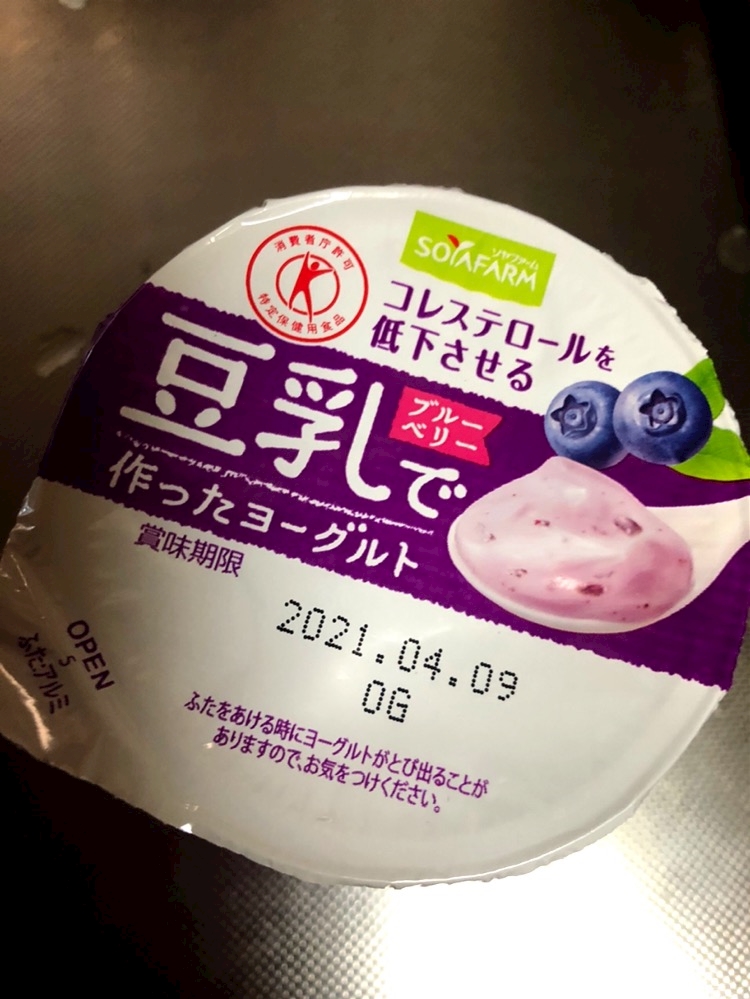 消費者庁許可
特定保健用食品
ソヤファーム
SOYAFARM
コレステロールを
低下させる
豆乳で
ブルー
ベリー
作ったヨーグルト
賞味期限
2021.04.09
OG
OPEN
S
ふた:アルミ
ふたをあける時にヨーグルトがとび出ることが
ありますので、お気をつけください。